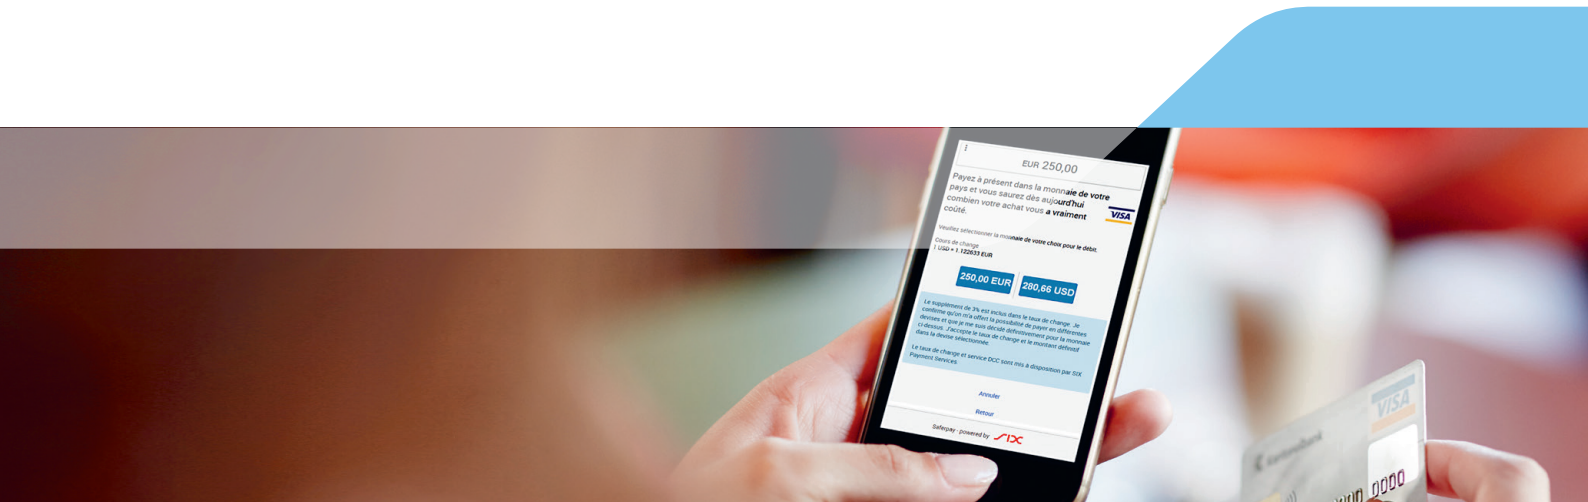 EUR 250,00
Payez à présent dans la monnaie de votre
pays et vous saurez dès aujourd'hui
combien votre achat vous a vraiment
coûté.
VISA
Veuillez sélectionner la monnaie de votre choix pour le débit.
Cours de change
1 USD = 1.122633 EUR
250,00 EUR
280,66 USD
Le supplément de 3% est inclus dans le taux de change. Je
confirme qu'on m'a offert la possibilité de payer en différentes
devises et que je me suis décidé définitivement pour la monnaie
ci-dessus. J'accepte le taux de change et le montant définitif
dans la devise sélectionnée.
Le taux de change et service DCC sont mis à disposition par SIX
Payment Services
Annuler
Retour
Saferpay - powered by SIX
VISA
Kantonalbank
0000